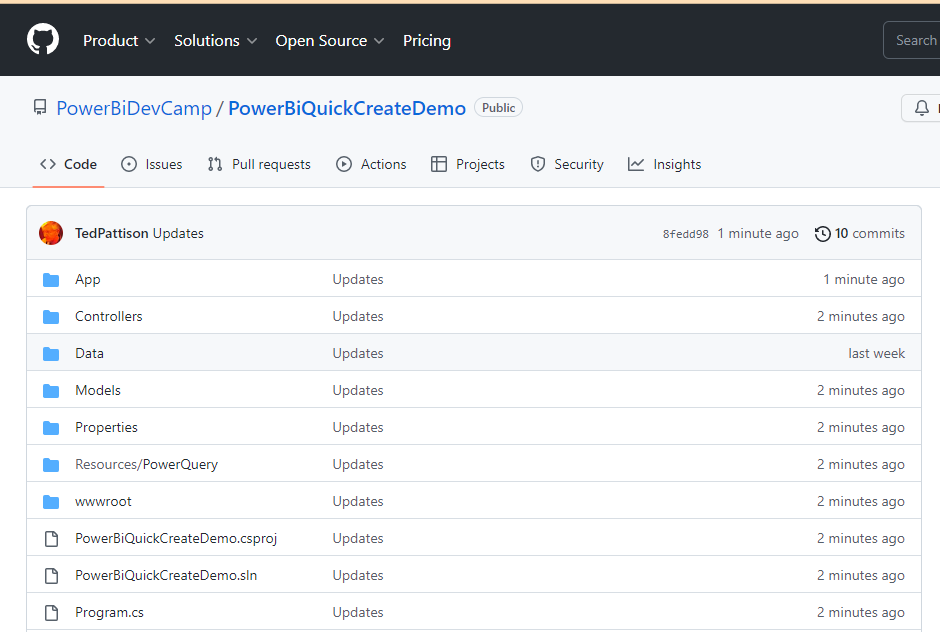 Product Solutions Open Source Pricing Search
PowerBiDevCamp / PowerBiQuickCreateDemo Public
Code Issues Pull requests Actions Projects Security Insights
TedPattison Updates 8fedd98 1 minute ago 10 commits
App Updates 1 minute ago
Controllers Updates 2 minutes ago
Data Updates last week
Models Updates 2 minutes ago
Properties Updates 2 minutes ago
Resources/PowerQuery Updates 2 minutes ago
wwwroot Updates 2 minutes ago
PowerBiQuickCreateDemo.csproj Updates 2 minutes ago
PowerBiQuickCreateDemo.sln Updates 2 minutes ago
Program.cs Updates 2 minutes ago